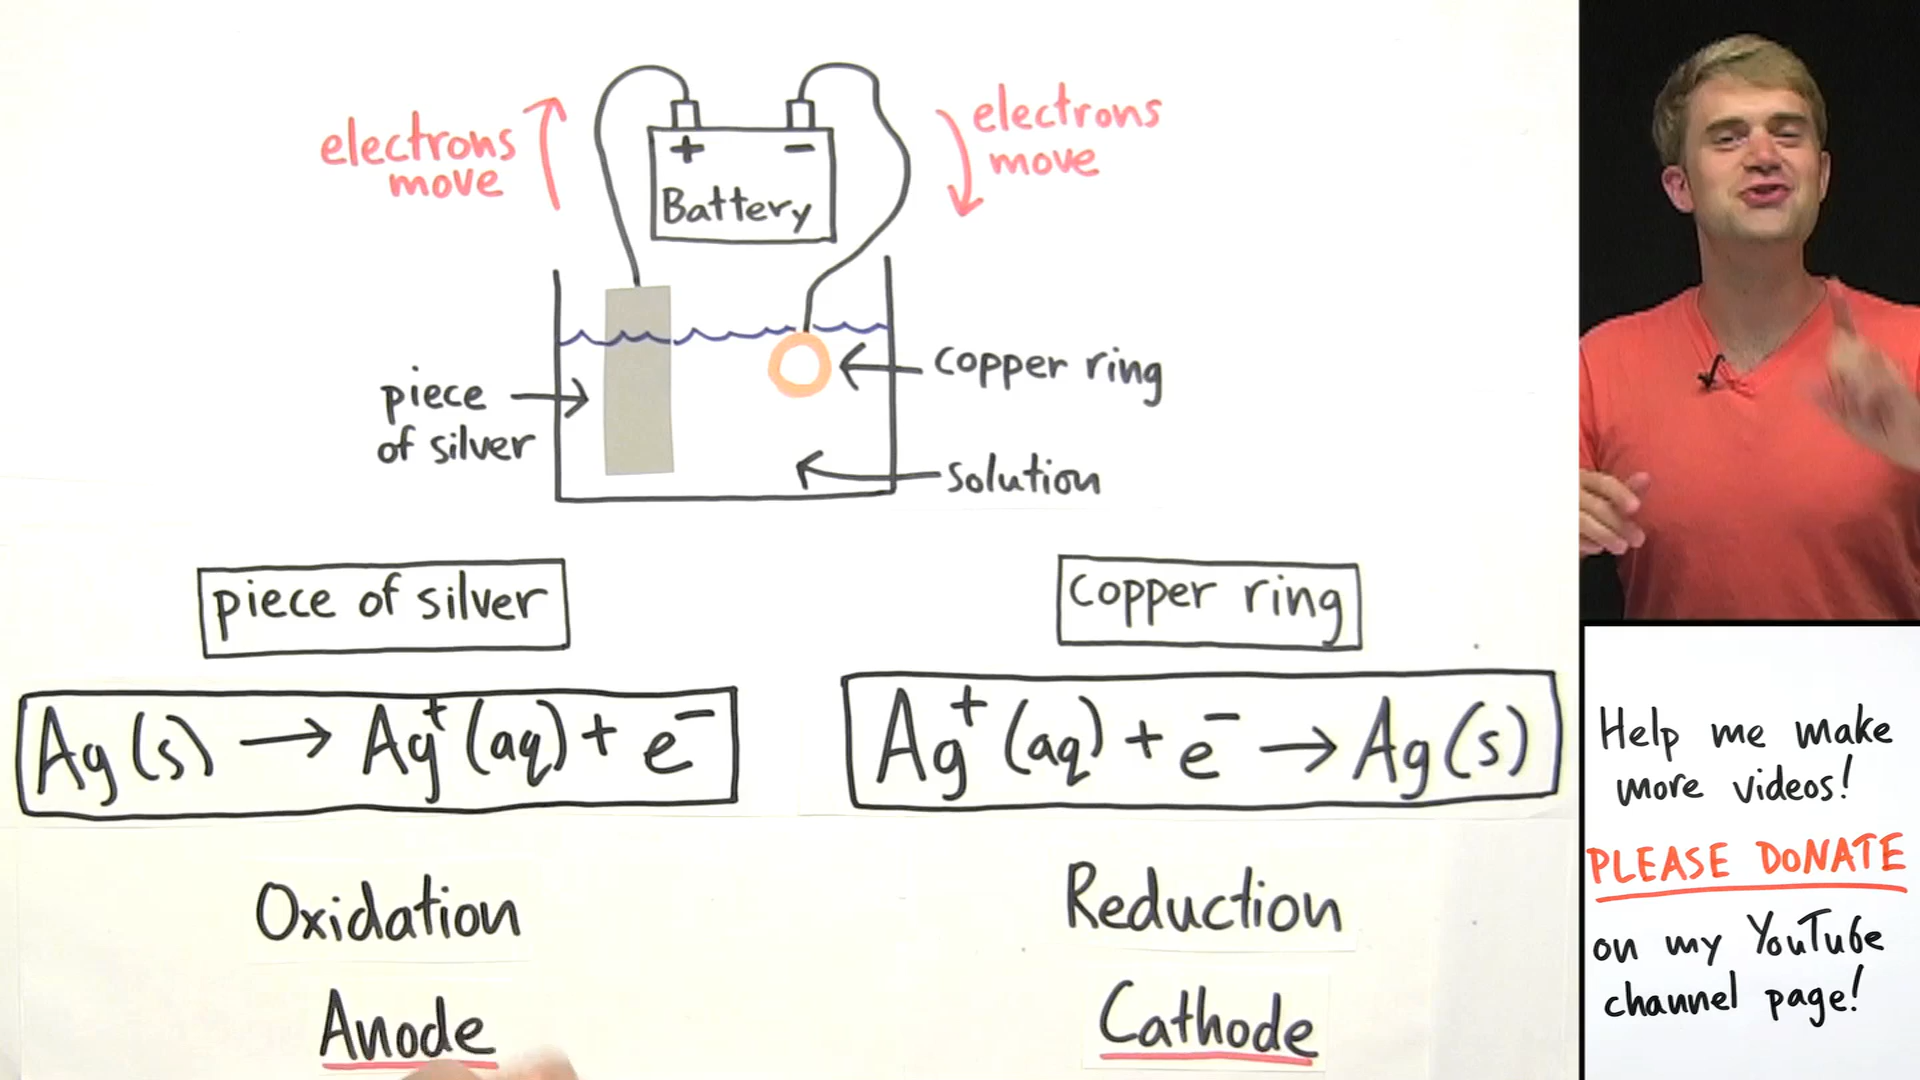 electrons
move
electrons
move
+ −
Battery
piece
of silver
copper ring
solution
piece of silver
copper ring
Ag (s) → Ag⁺ (aq) + e⁻
Ag⁺ (aq) + e⁻ → Ag (s)
Oxidation
Reduction
Anode
Cathode
Help me make
more videos!
PLEASE DONATE
on my YouTube
channel page!